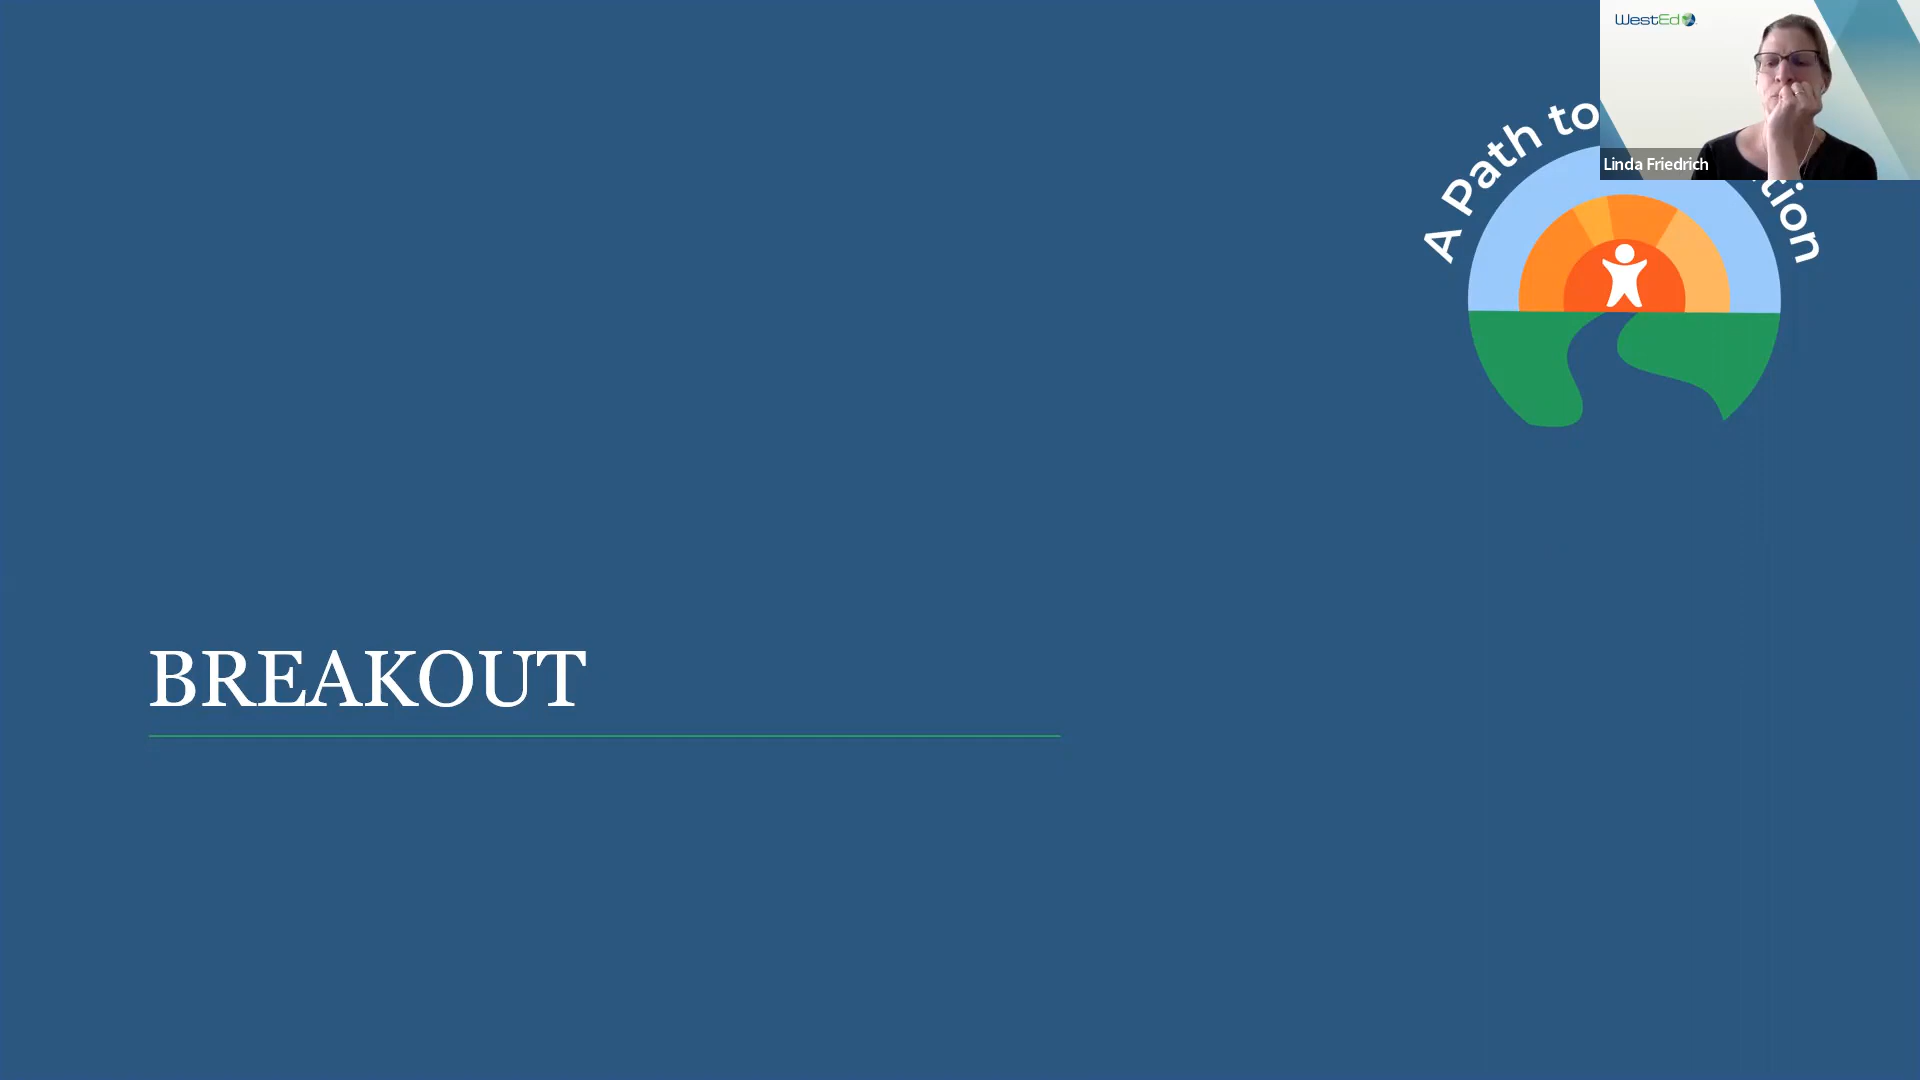 WestEd
Linda Friedrich
A Path to
tion
BREAKOUT